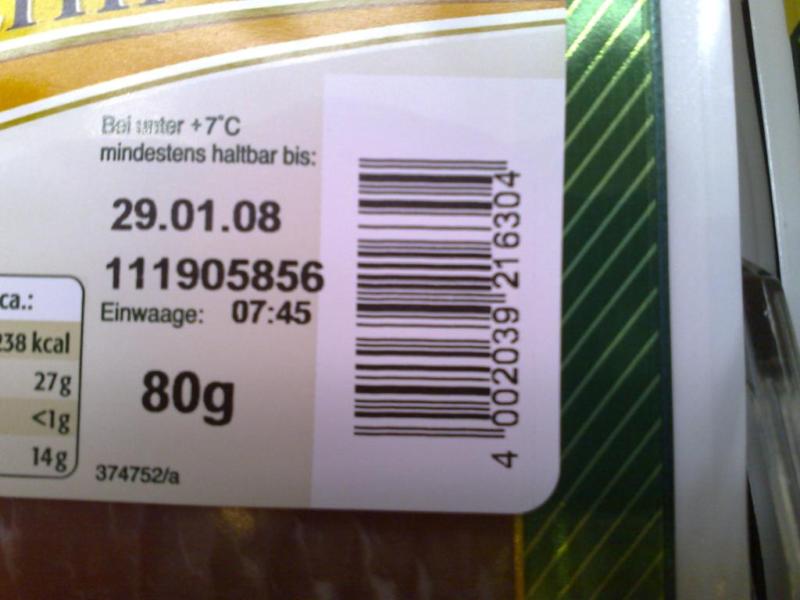 Bei unter +7°C
mindestens haltbar bis:
29.01.08
111905856
Einwaage: 07:45
80g
374752/a
ca.:
238 kcal
27g
<1g
14g
4 002039 216304